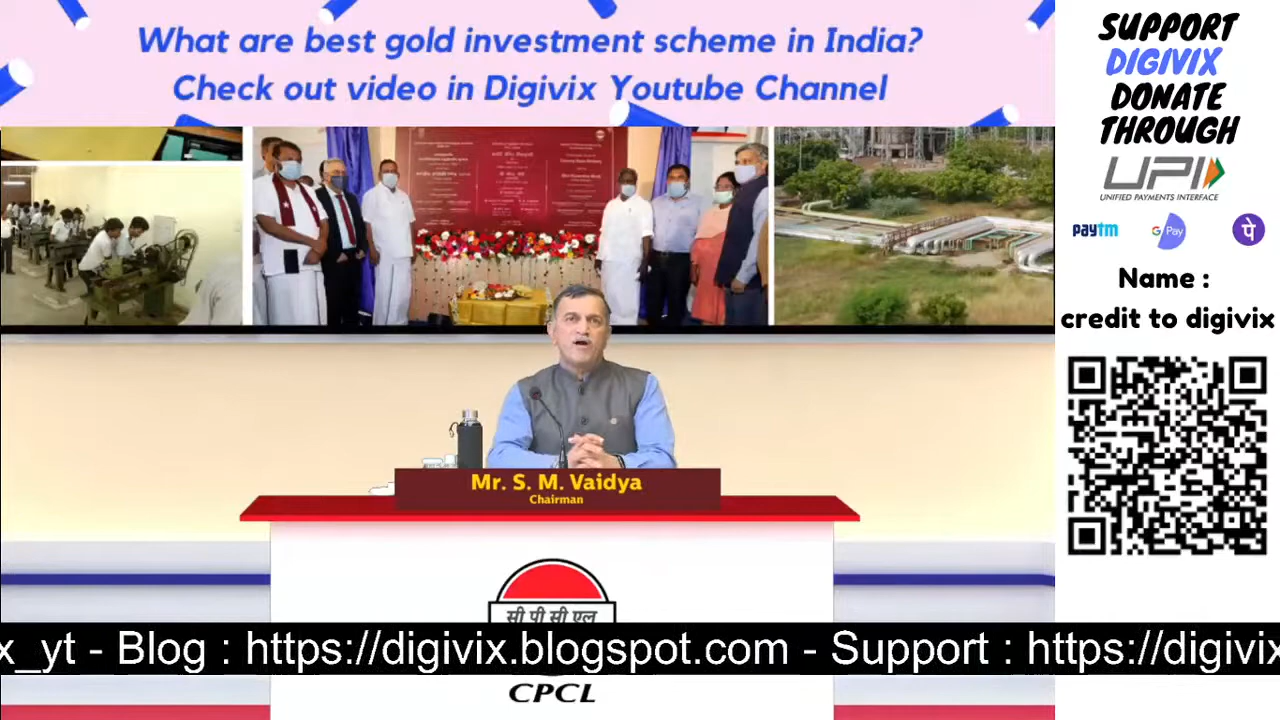 What are best gold investment scheme in India?
Check out video in Digivix Youtube Channel
SUPPORT
DIGIVIX
DONATE
THROUGH
UPI
UNIFIED PAYMENTS INTERFACE
paytm
G Pay
पे
Name :
credit to digivix
Mr. S. M. Vaidya
Chairman
सी पी सी एल
x_yt - Blog : https://digivix.blogspot.com - Support : https://digivix
CPCL